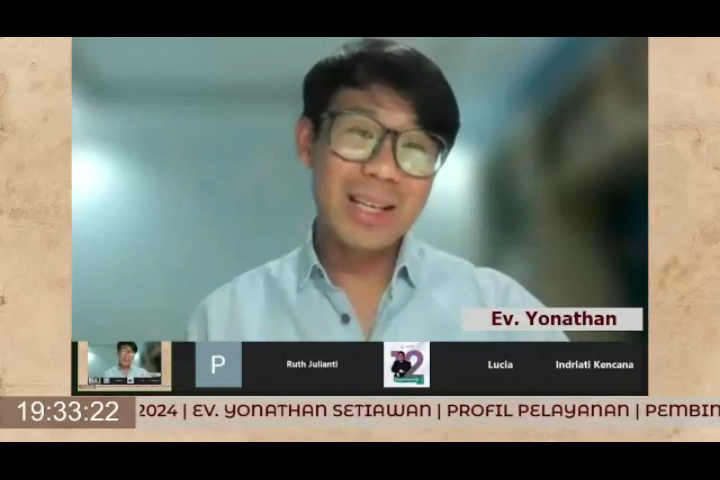 Ev. Yonathan
P
Ruth Julianti
Lucia
Indriati Kencana
19:33:22
2024 | EV. YONATHAN SETIAWAN | PROFIL PELAYANAN | PEMBIN